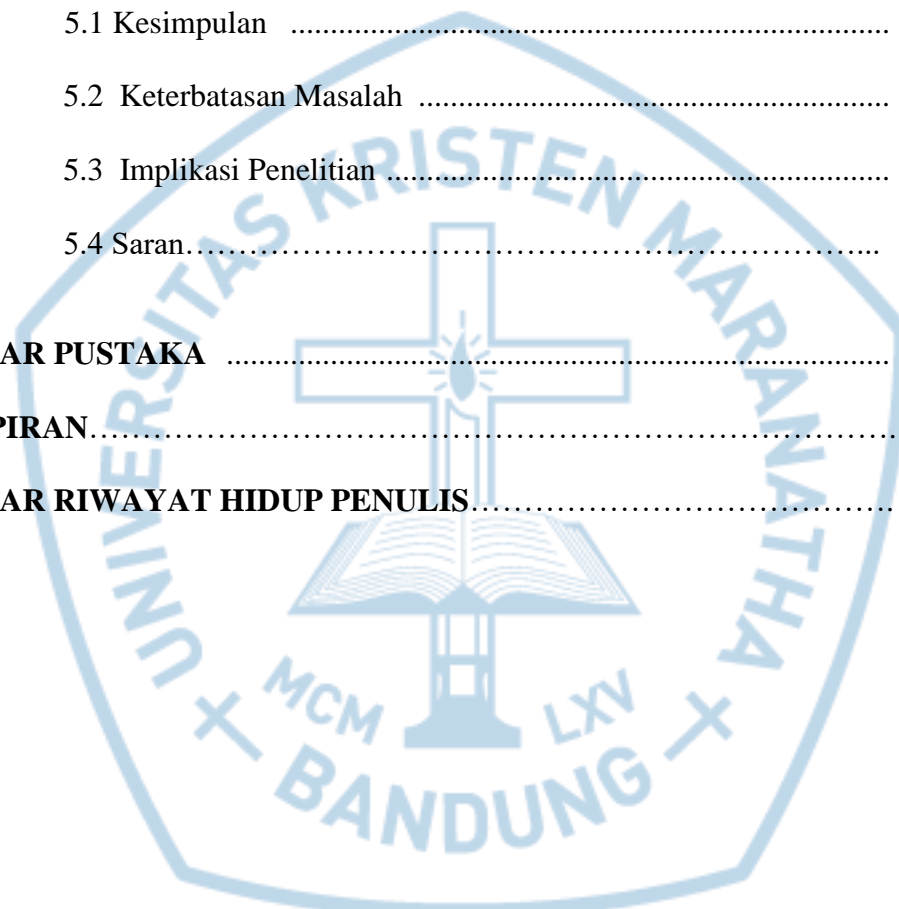 5.1 Kesimpulan ............................................................................
5.2 Keterbatasan Masalah ............................................................
5.3 Implikasi Penelitian ................................................................
5.4 Saran…………………………………………………………...
AR PUSTAKA .....................................................................................
PIRAN…………………………………………………………………….
AR RIWAYAT HIDUP PENULIS………………………………….
UNIVERSITAS KRISTEN MARANATHA
MCM LXV
BANDUNG